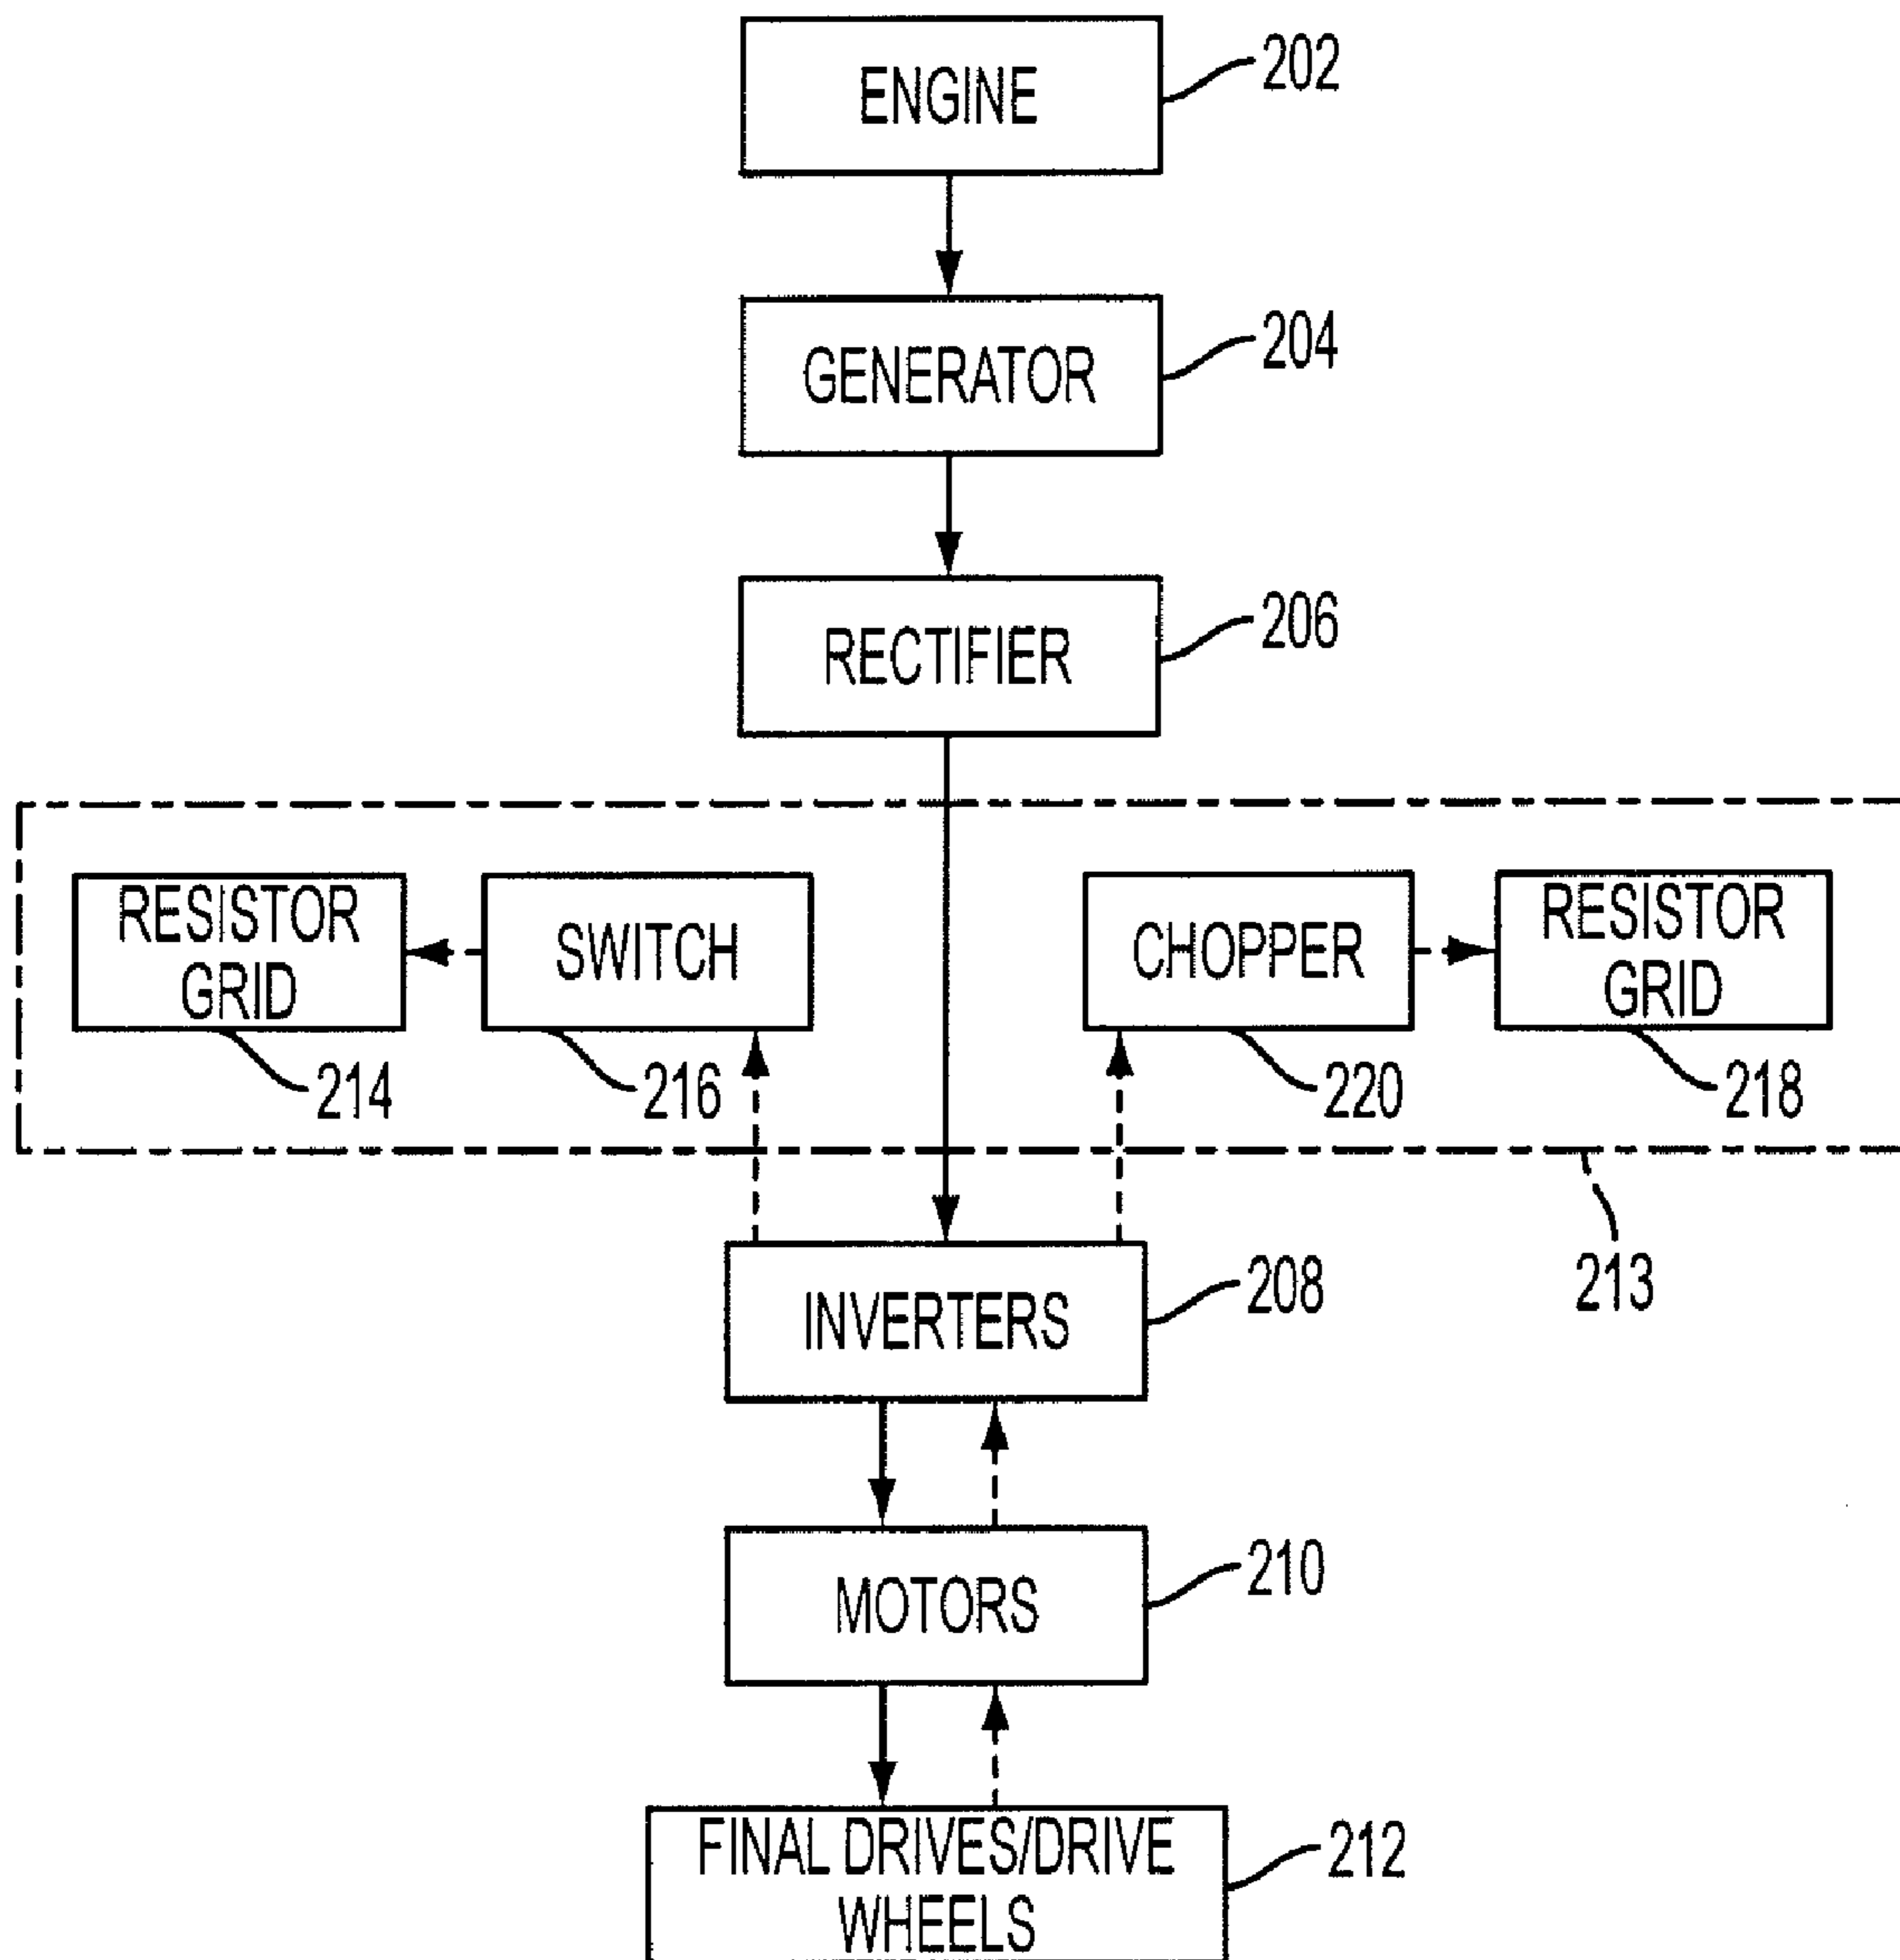 ENGINE
202
GENERATOR
204
RECTIFIER
206
RESISTOR
GRID
214
SWITCH
216
CHOPPER
220
RESISTOR
GRID
218
213
INVERTERS
208
MOTORS
210
FINAL DRIVES/DRIVE
WHEELS
212